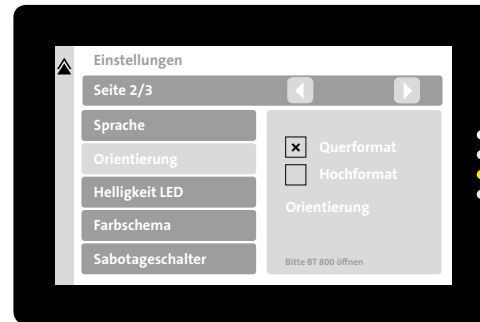 Einstellungen
Seite 2/3
Sprache
Orientierung
Helligkeit LED
Farbschema
Sabotageschalter
Querformat
Hochformat
Orientierung
Bitte BT 800 öffnen